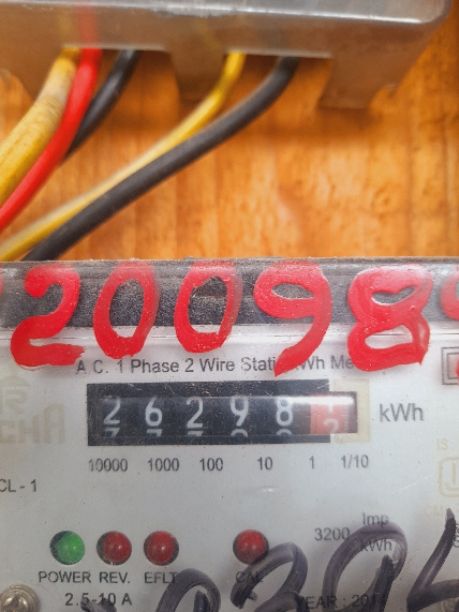 200989
A.C. 1 Phase 2 Wire Static kWh Me
26298 kWh
10000 1000 100 10 1 1/10
CL - 1
3200 Imp
kWh
POWER REV. EFLT CAL
2.5-10 A
YEAR : 201